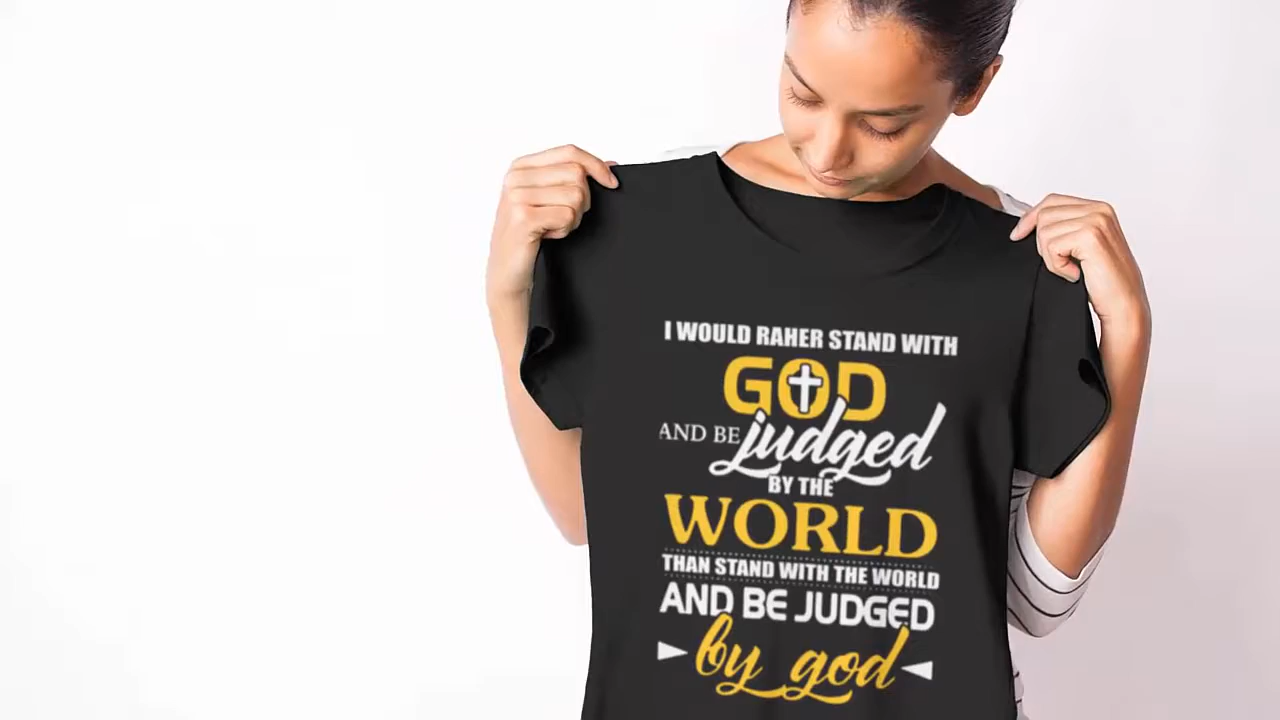 I WOULD RAHER STAND WITH
GOD
AND BE judged
BY THE
WORLD
THAN STAND WITH THE WORLD
AND BE JUDGED
by god